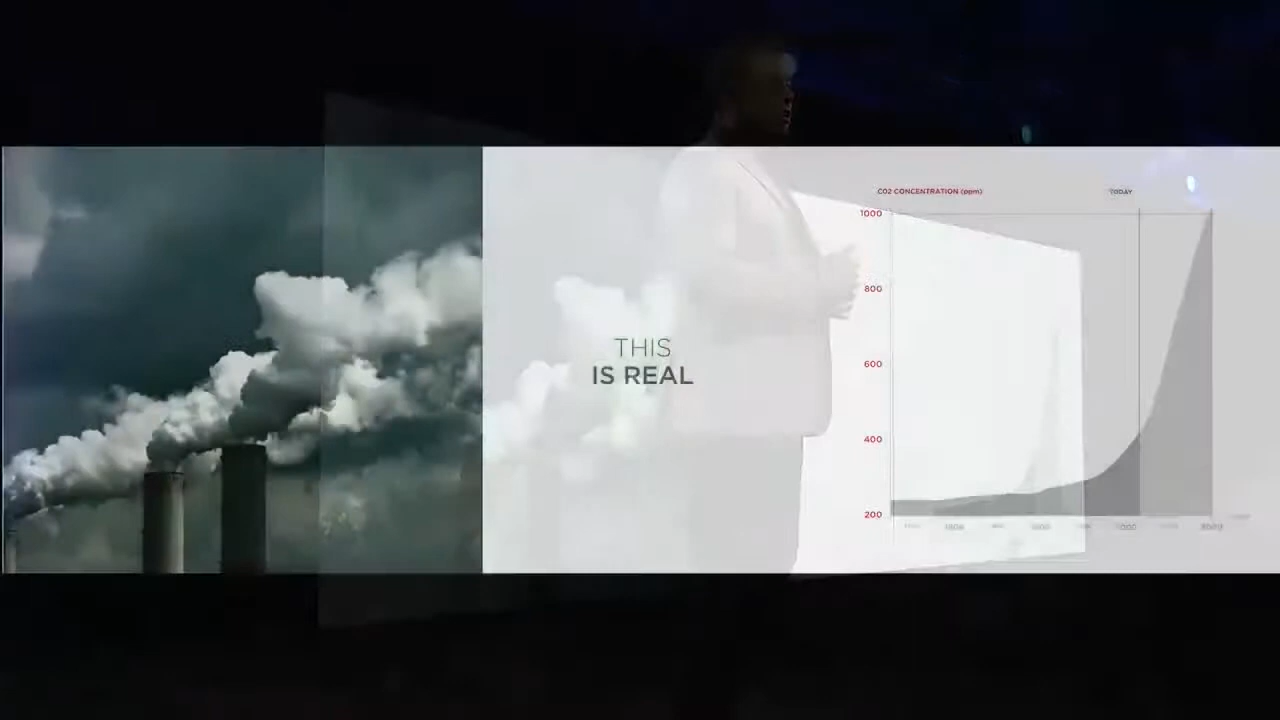 THIS
IS REAL
CO2 CONCENTRATION (ppm)
TODAY
1000
800
600
400
200